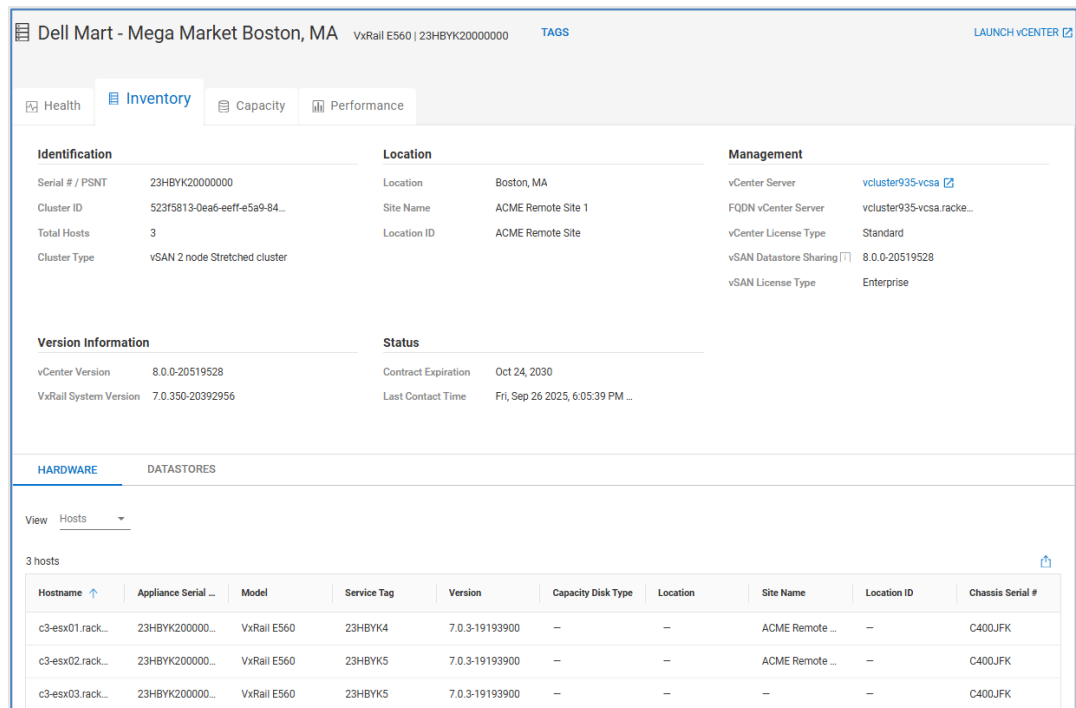 Dell Mart - Mega Market Boston, MA VxRail E560 | 23HBYK20000000 TAGS LAUNCH vCENTER
Health Inventory Capacity Performance
Identification
Serial # / PSNT 23HBYK20000000
Cluster ID 523f5813-0ea6-eeff-e5a9-84...
Total Hosts 3
Cluster Type vSAN 2 node Stretched cluster
Location
Location Boston, MA
Site Name ACME Remote Site 1
Location ID ACME Remote Site
Management
vCenter Server vcluster935-vcsa
FQDN vCenter Server vcluster935-vcsa.racke...
vCenter License Type Standard
vSAN Datastore Sharing 8.0.0-20519528
vSAN License Type Enterprise
Version Information
vCenter Version 8.0.0-20519528
VxRail System Version 7.0.350-20392956
Status
Contract Expiration Oct 24, 2030
Last Contact Time Fri, Sep 26 2025, 6:05:39 PM ...
HARDWARE DATASTORES
View Hosts
3 hosts
Hostname Appliance Serial ... Model Service Tag Version Capacity Disk Type Location Site Name Location ID Chassis Serial #
c3-esx01.rack... 23HBYK200000... VxRail E560 23HBYK4 7.0.3-19193900 – – ACME Remote ... – C400JFK
c3-esx02.rack... 23HBYK200000... VxRail E560 23HBYK5 7.0.3-19193900 – – ACME Remote ... – C400JFK
c3-esx03.rack... 23HBYK200000... VxRail E560 23HBYK5 7.0.3-19193900 – – – – C400JFK